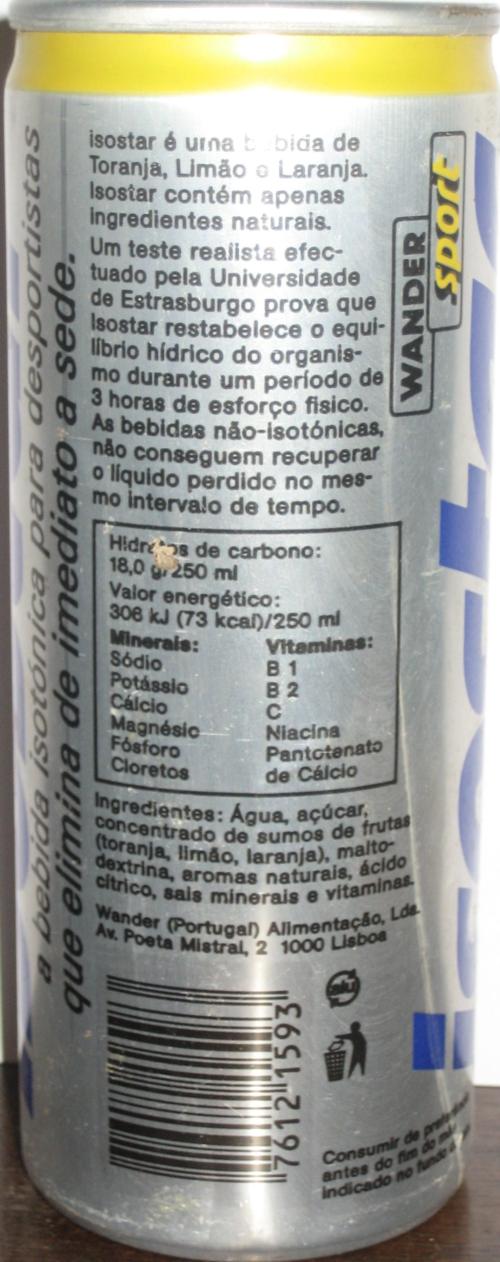 isostar é uma bebida de
Toranja, Limão e Laranja.
Isostar contém apenas
ingredientes naturais.
Um teste realista efec-
tuado pela Universidade
de Estrasburgo prova que
Isostar restabelece o equi-
líbrio hídrico do organis-
mo durante um período de
3 horas de esforço fisico.
As bebidas não-isotónicas,
não conseguem recuperar
o líquido perdido no mes-
mo intervalo de tempo.
Hidratos de carbono:
18,0 g/250 ml
Valor energético:
306 kJ (73 kcal)/250 ml
Minerais: Vitaminas:
Sódio B 1
Potássio B 2
Cálcio C
Magnésio Niacina
Fósforo Pantotenato
Cloretos de Cálcio
Ingredientes: Água, açúcar,
concentrado de sumos de frutas
(toranja, limão, laranja), malto-
dextrina, aromas naturais, ácido
cítrico, sais minerais e vitaminas.
Wander (Portugal) Alimentação, Lda.
Av. Poeta Mistral, 2 1000 Lisboa
7612 1593
alu
Consumir de
antes do fim do
indicado no fundo
a bebida isotónica para desportistas
que elimina de imediato a sede.
WANDER
sport
isosta